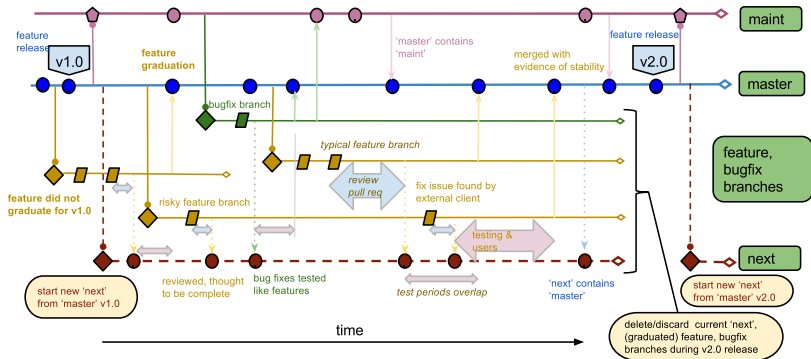 maint
feature
release
feature
graduation
'master' contains
'maint'
merged with
evidence of stability
feature release
v1.0
v2.0
master
bugfix branch
typical feature branch
feature,
bugfix
branches
review
pull req
fix issue found by
external client
feature did not
graduate for v1.0
risky feature branch
testing &
users
next
start new 'next'
from 'master' v1.0
reviewed, thought
to be complete
bug fixes tested
like features
test periods overlap
'next' contains
'master'
start new 'next'
from 'master' v2.0
time
delete/discard current 'next',
(graduated) feature, bugfix
branches during v2.0 release